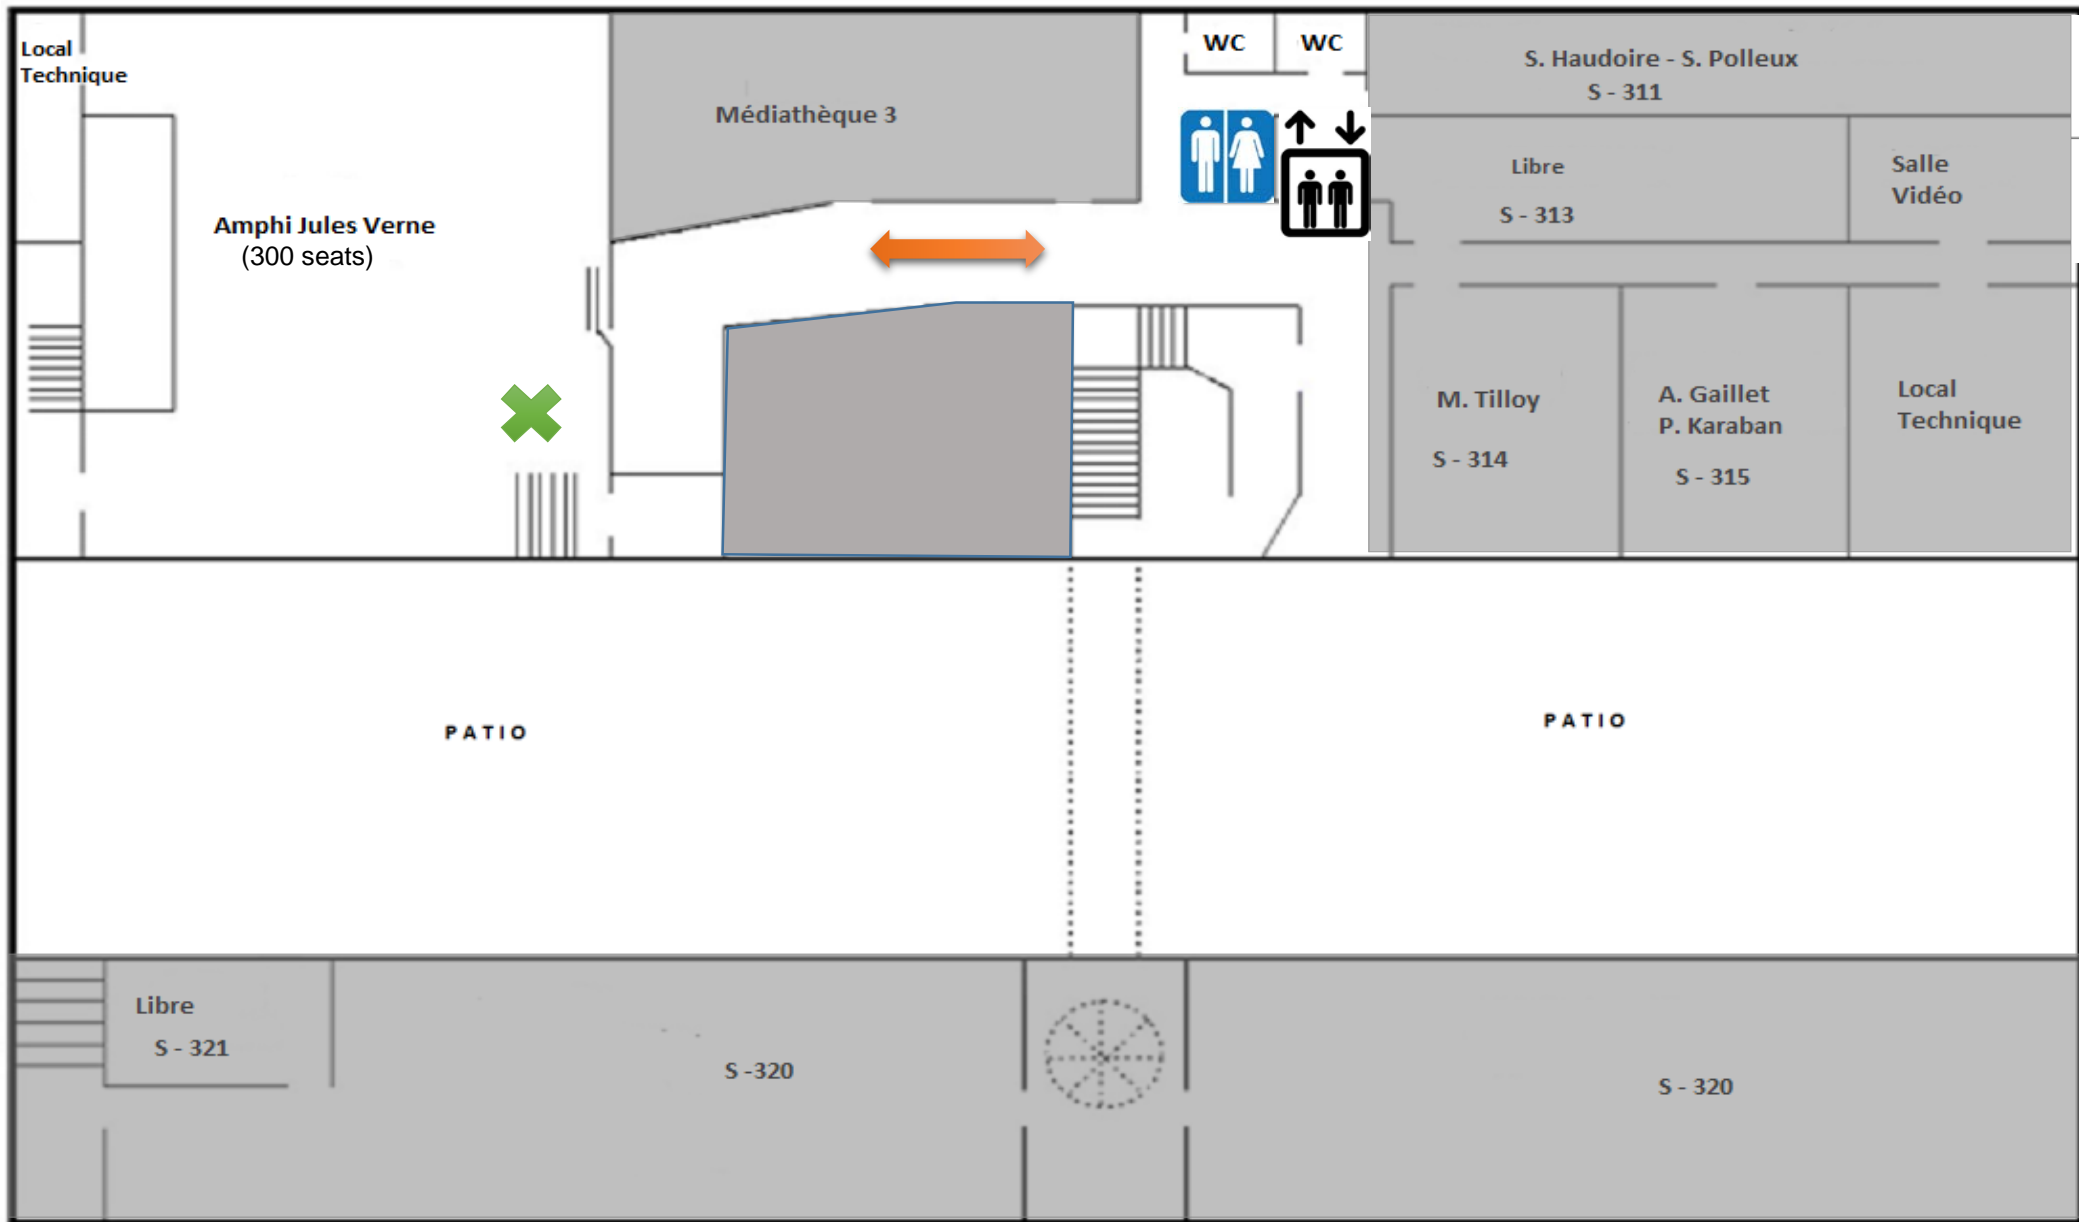 Local
Technique
WC
WC
S. Haudoire - S. Polleux
S - 311
Médiathèque 3
Libre
S - 313
Salle
Vidéo
Amphi Jules Verne
(300 seats)
M. Tilloy
S - 314
A. Gaillet
P. Karaban
S - 315
Local
Technique
PATIO
PATIO
Libre
S - 321
S -320
S - 320